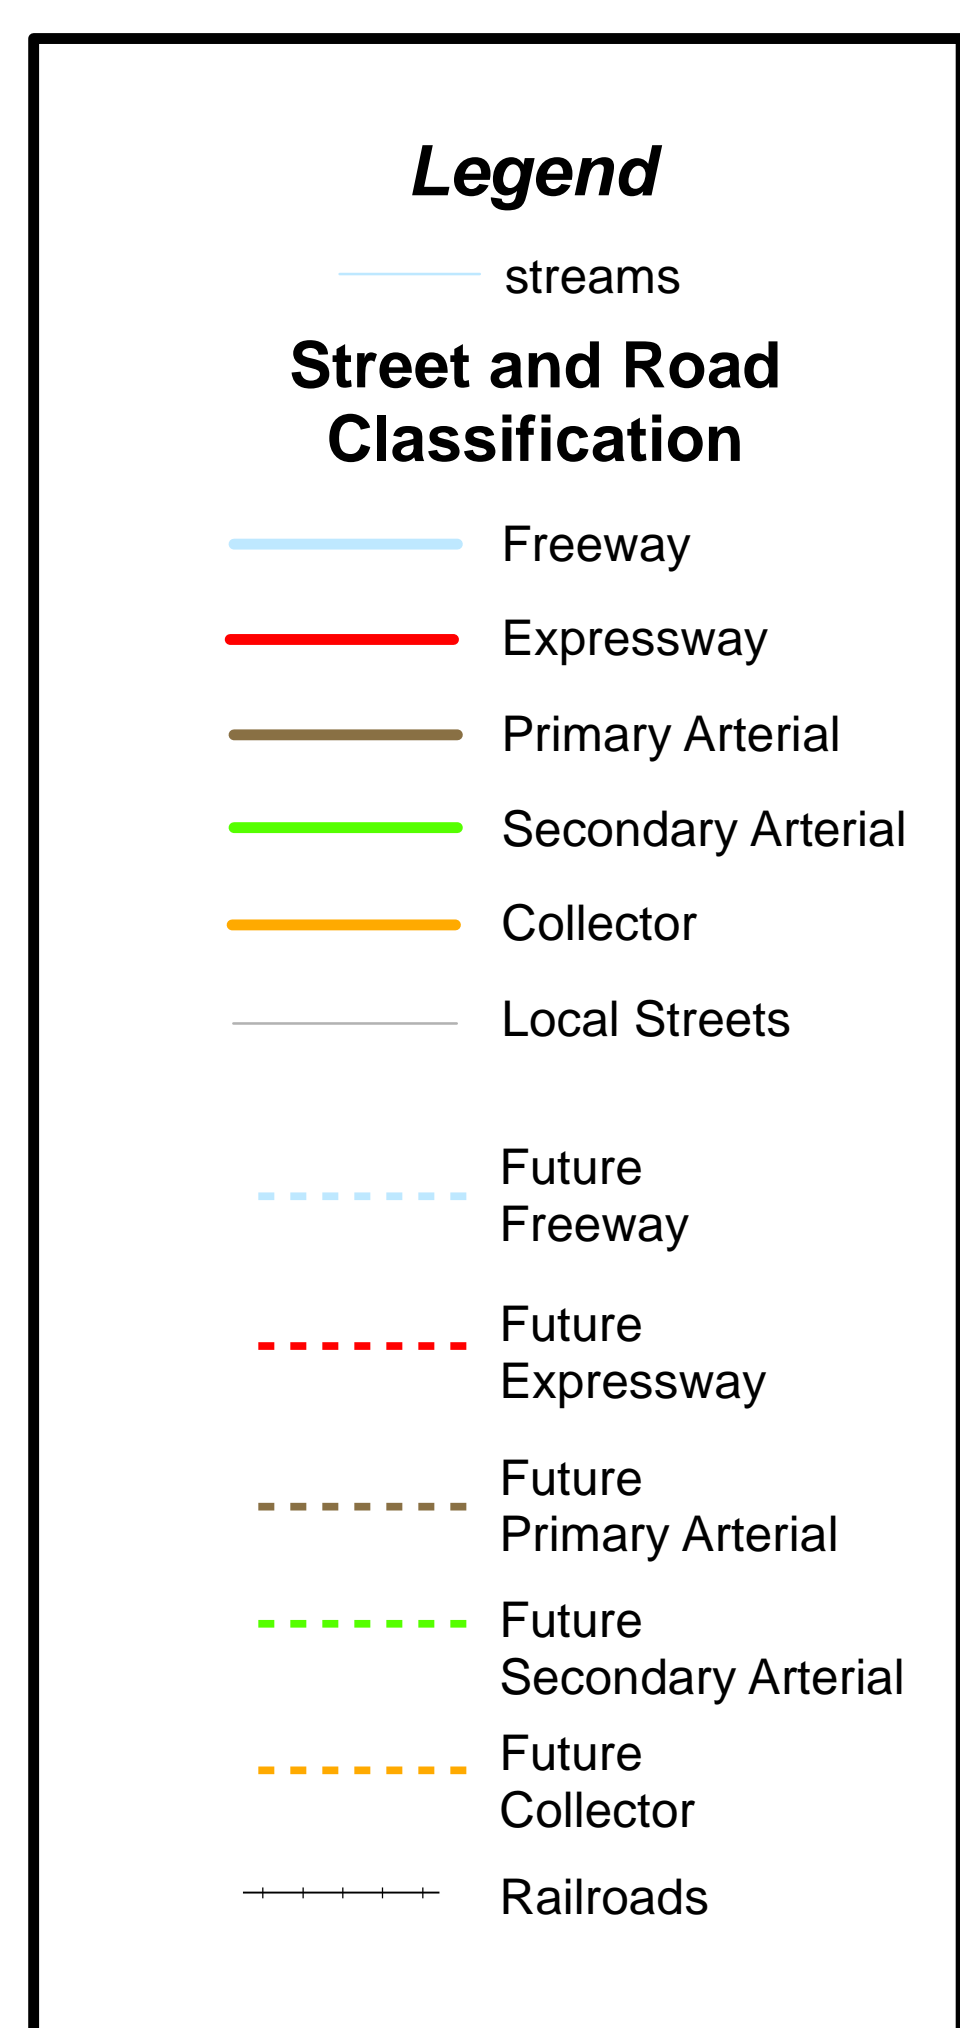 Legend
streams
Street and Road
Classification
Freeway
Expressway
Primary Arterial
Secondary Arterial
Collector
Local Streets
Future
Freeway
Future
Expressway
Future
Primary Arterial
Future
Secondary Arterial
Future
Collector
Railroads